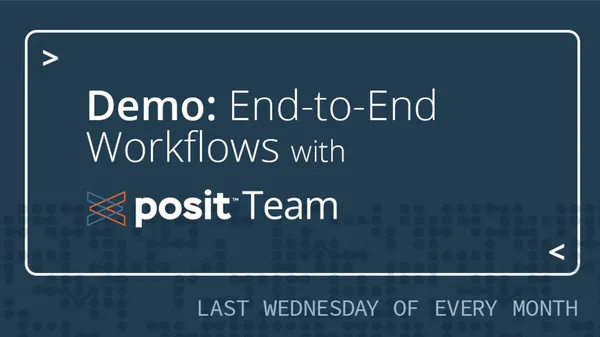 >
Demo: End-to-End
Workflows with
posit™ Team
<
LAST WEDNESDAY OF EVERY MONTH